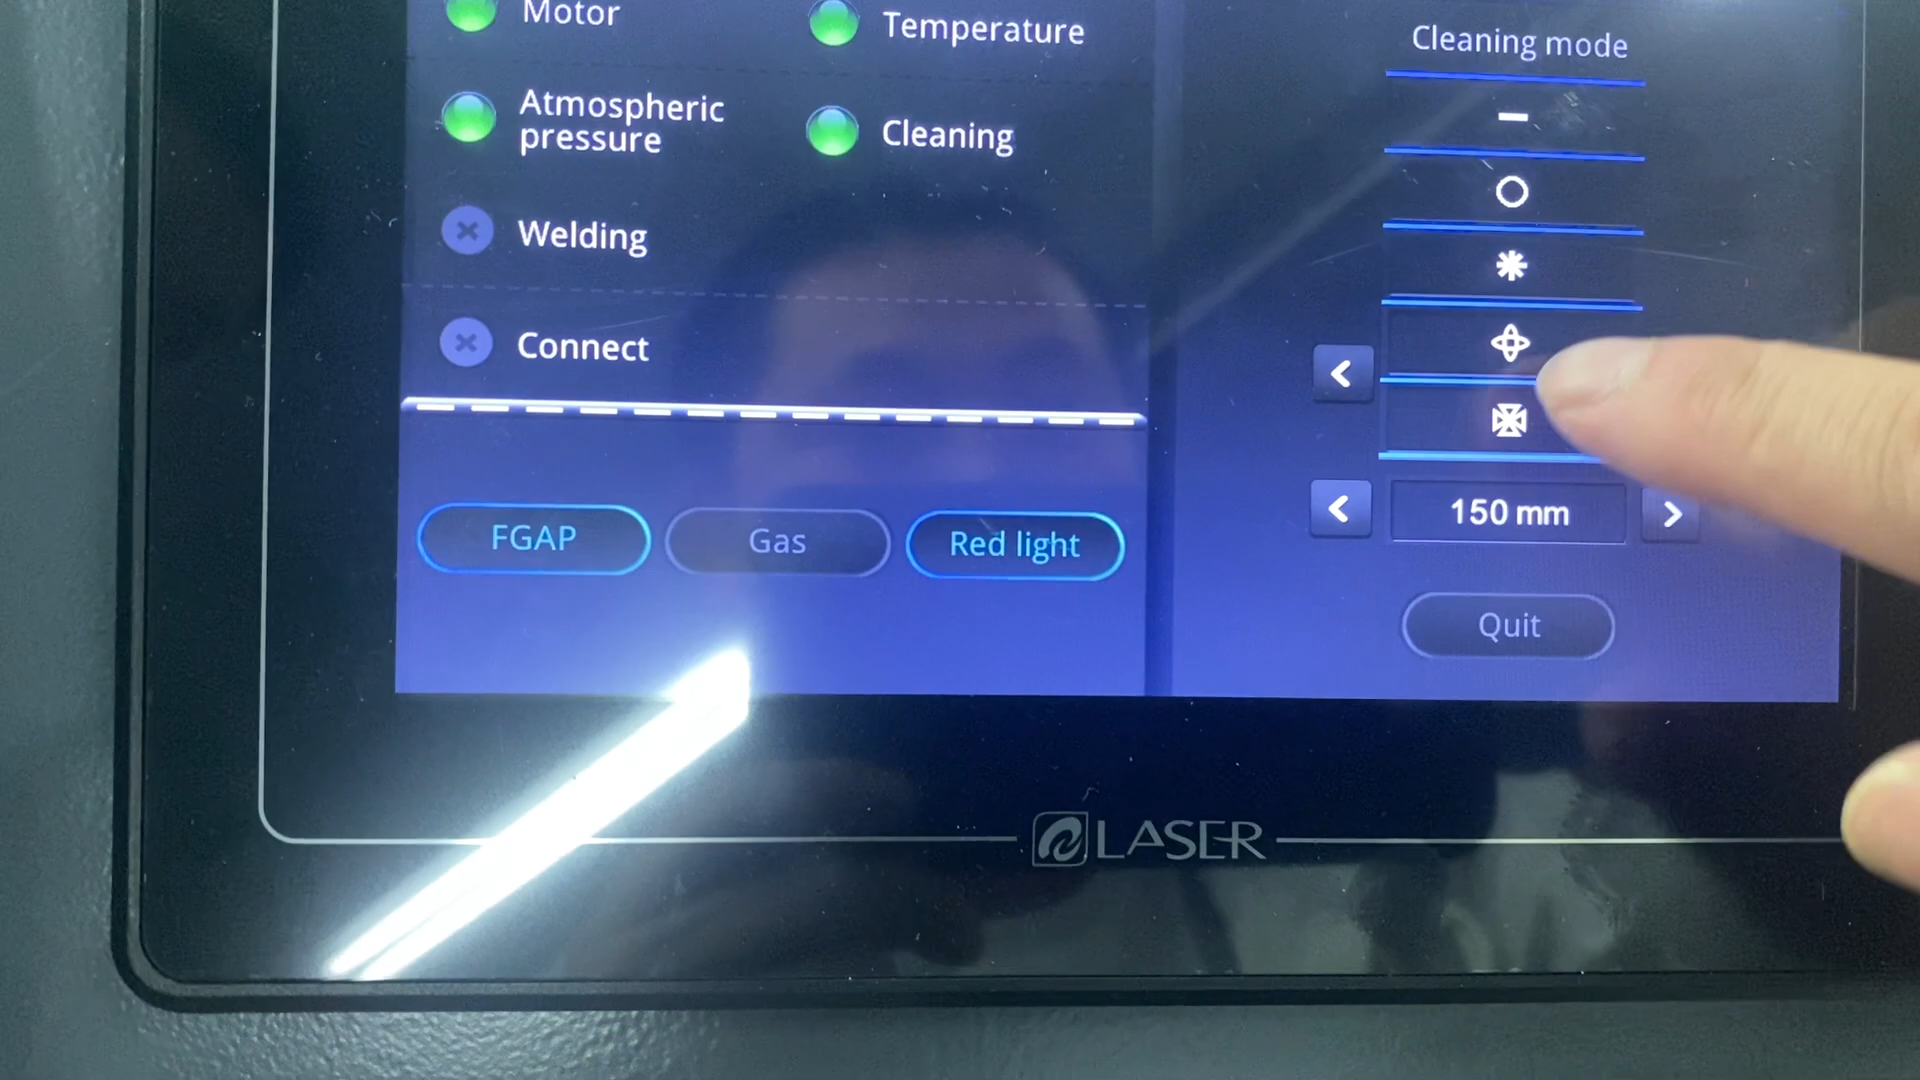 Motor
Temperature
Atmospheric
pressure
Cleaning
Welding
Connect
FGAP
Gas
Red light
Cleaning mode
150 mm
Quit
LASER